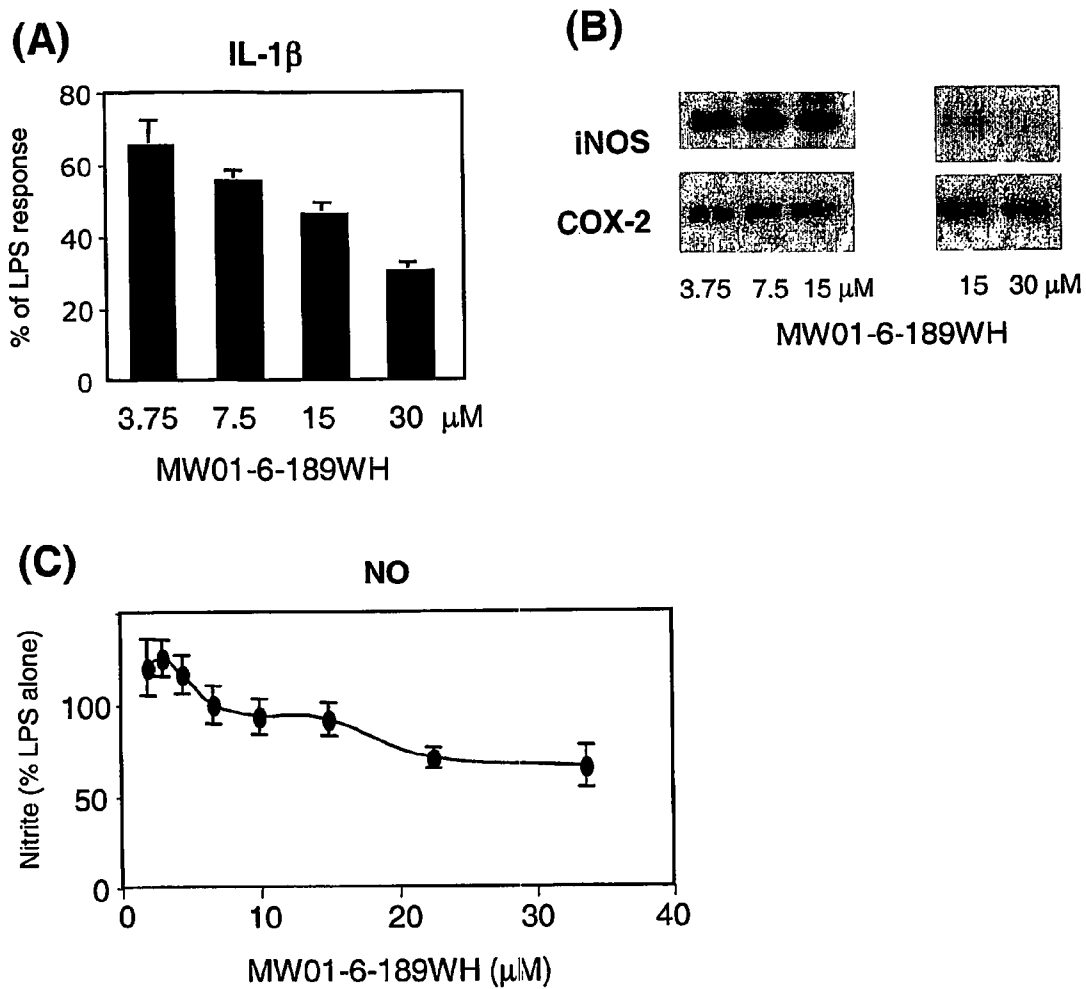 (A)
IL-1β
% of LPS response
80
60
40
20
0
3.75 7.5 15 30 μM
MW01-6-189WH
(B)
iNOS
COX-2
3.75 7.5 15 μM 15 30 μM
MW01-6-189WH
(C)
NO
Nitrite (% LPS alone)
100
50
0
0 10 20 30 40
MW01-6-189WH (μM)